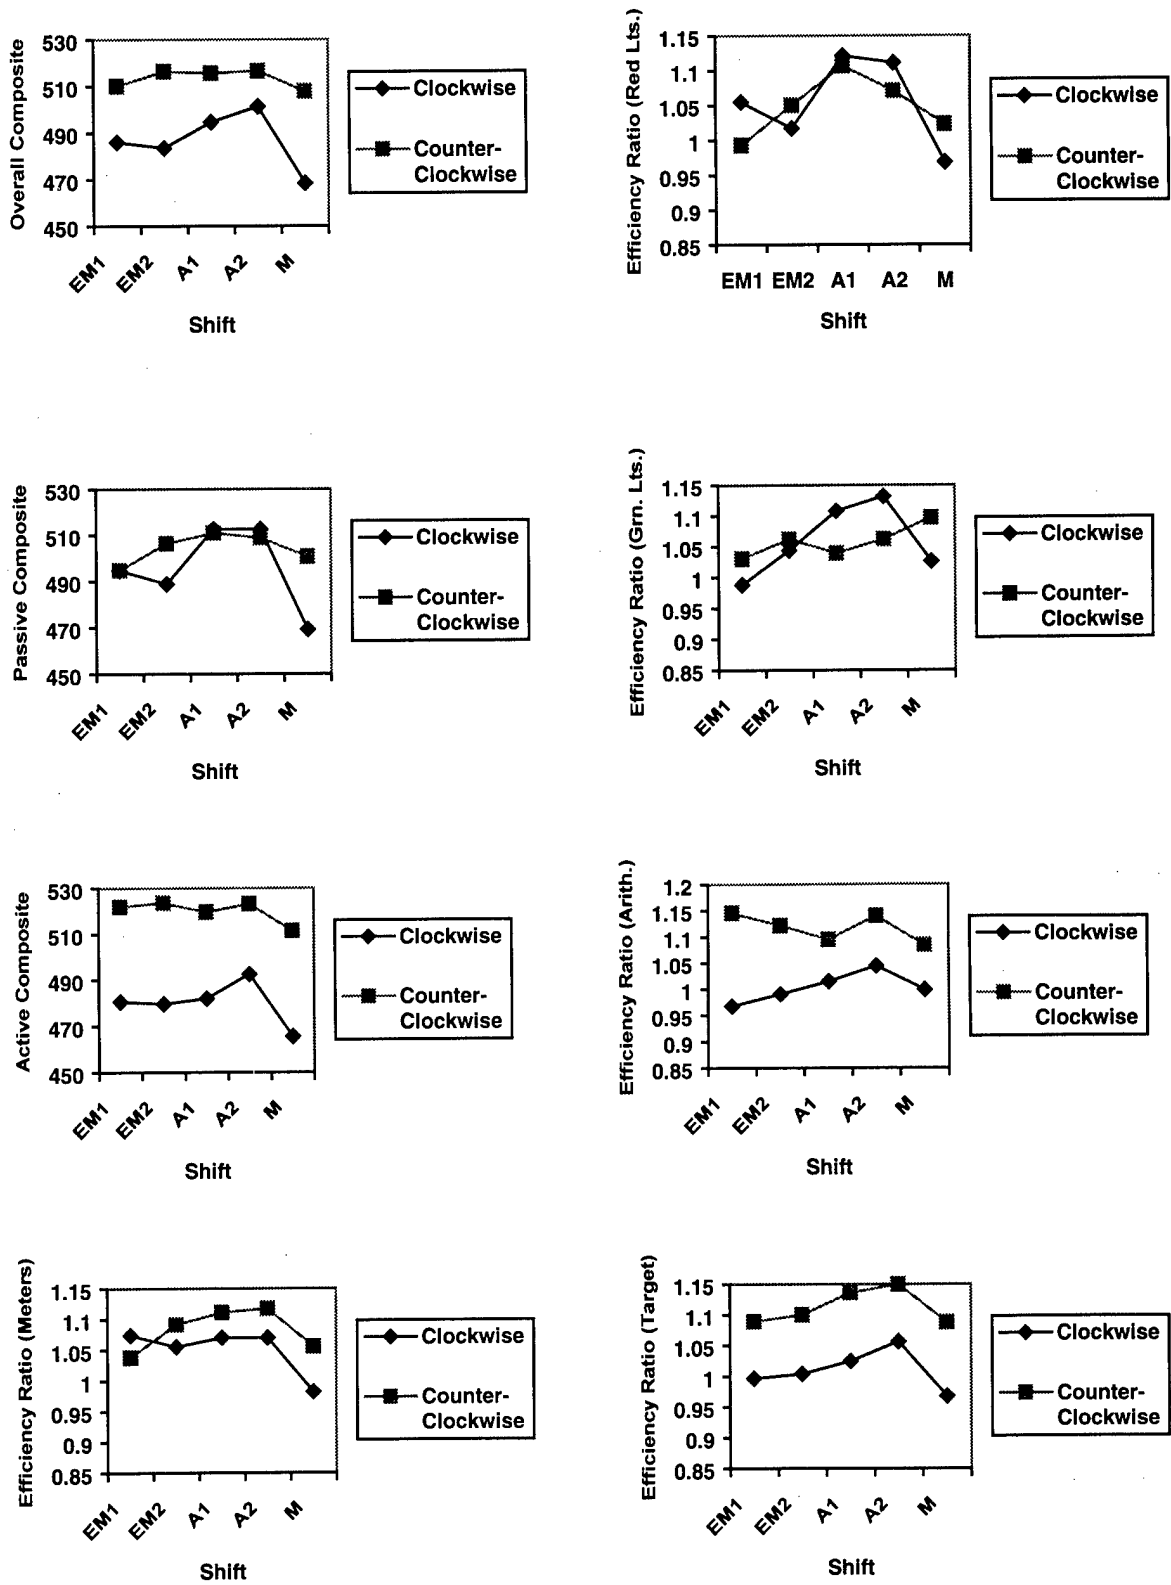 Overall Composite
530
510
490
470
450
EM1
EM2
A1
A2
M
Shift
Clockwise
Counter-
Clockwise
Efficiency Ratio (Red Lts.)
1.15
1.1
1.05
1
0.95
0.9
0.85
EM1 EM2 A1 A2 M
Shift
Clockwise
Counter-
Clockwise
Passive Composite
530
510
490
470
450
EM1
EM2
A1
A2
M
Shift
Clockwise
Counter-
Clockwise
Efficiency Ratio (Grn. Lts.)
1.15
1.1
1.05
1
0.95
0.9
0.85
EM1
EM2
A1
A2
M
Shift
Clockwise
Counter-
Clockwise
Active Composite
530
510
490
470
450
EM1
EM2
A1
A2
M
Shift
Clockwise
Counter-
Clockwise
Efficiency Ratio (Arith.)
1.2
1.15
1.1
1.05
1
0.95
0.9
0.85
EM1
EM2
A1
A2
M
Shift
Clockwise
Counter-
Clockwise
Efficiency Ratio (Meters)
1.15
1.1
1.05
1
0.95
0.9
0.85
EM1
EM2
A1
A2
M
Shift
Clockwise
Counter-
Clockwise
Efficiency Ratio (Target)
1.15
1.1
1.05
1
0.95
0.9
0.85
EM1
EM2
A1
A2
M
Shift
Clockwise
Counter-
Clockwise